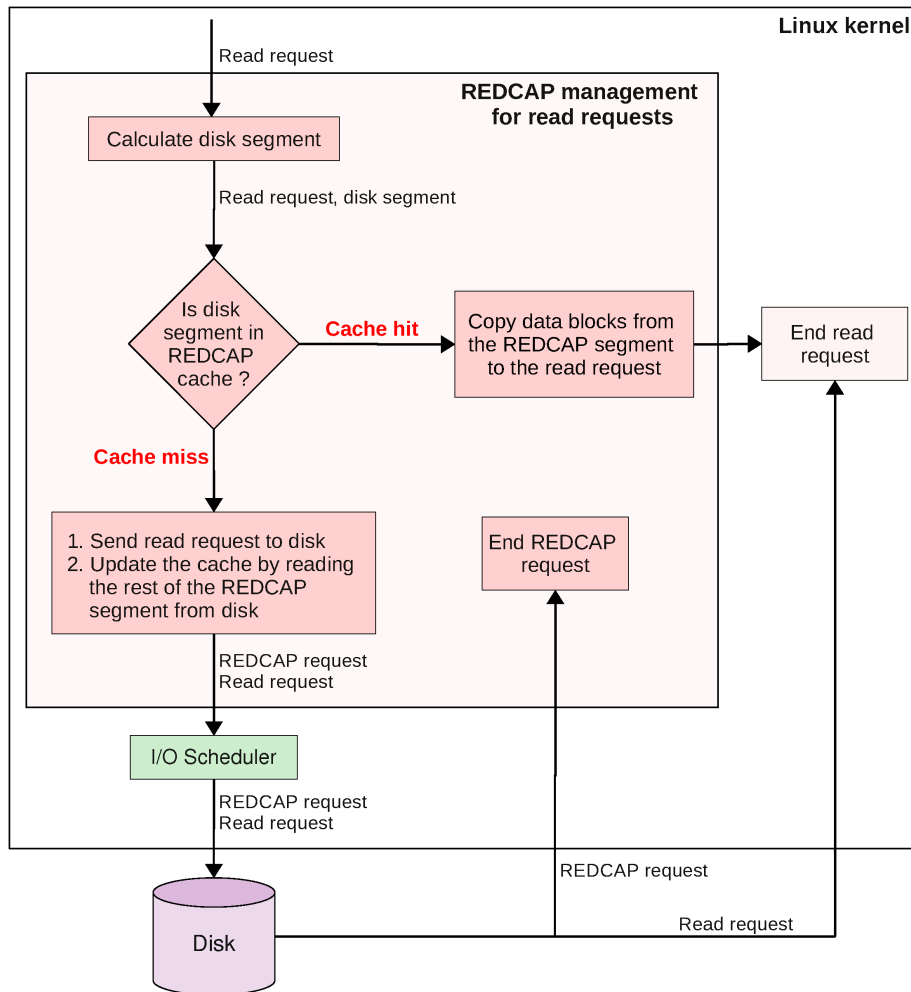 Linux kernel
Read request
REDCAP management
for read requests
Calculate disk segment
Read request, disk segment
Is disk
segment in
REDCAP
cache ?
Cache hit
Copy data blocks from
the REDCAP segment
to the read request
End read
request
Cache miss
1. Send read request to disk
2. Update the cache by reading
the rest of the REDCAP
segment from disk
End REDCAP
request
REDCAP request
Read request
I/O Scheduler
REDCAP request
Read request
REDCAP request
Read request
Disk